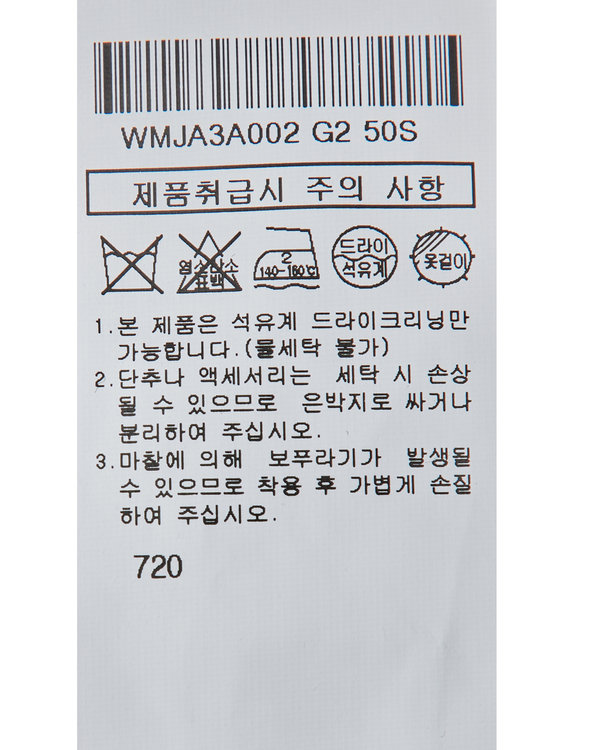 WMJA3A002 G2 50S
제품취급시 주의 사항
염소산소
표백
2
140-160℃
드라이
석유계
옷걸이
1.본 제품은 석유계 드라이크리닝만
가능합니다.(물세탁 불가)
2.단추나 액세서리는 세탁 시 손상
될 수 있으므로 은박지로 싸거나
분리하여 주십시오.
3.마찰에 의해 보푸라기가 발생될
수 있으므로 착용 후 가볍게 손질
하여 주십시오.
720